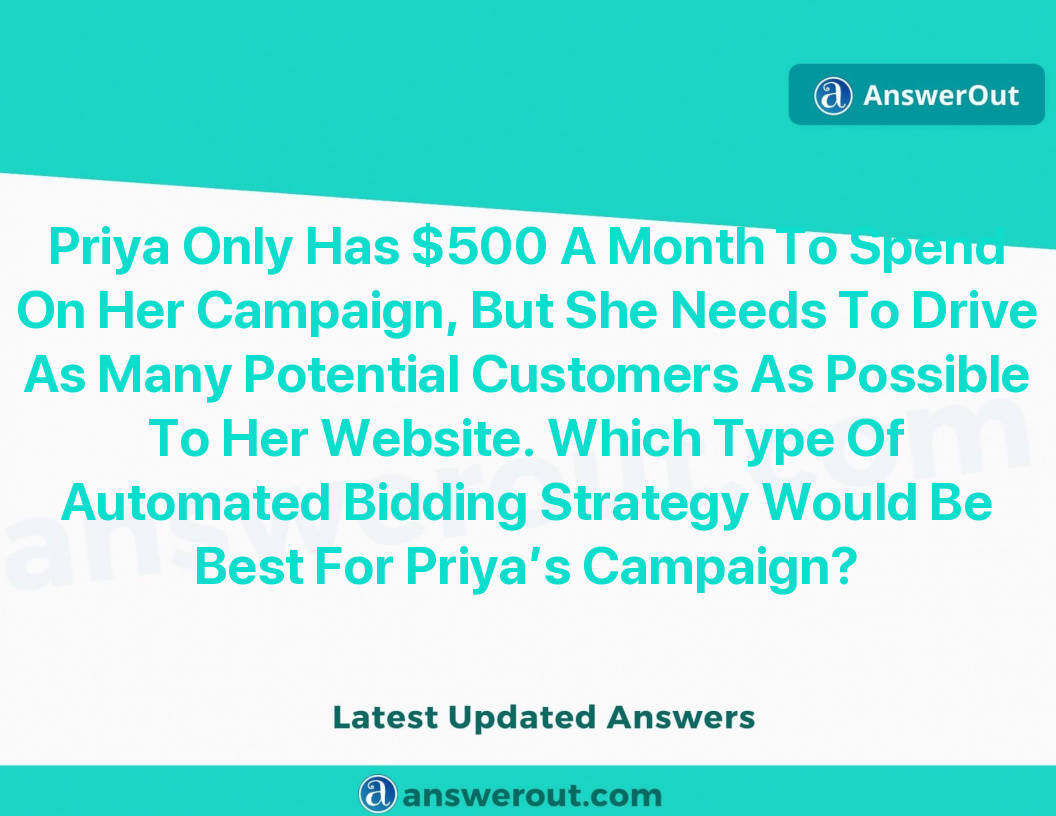 AnswerOut
Priya Only Has $500 A Month To Spend
On Her Campaign, But She Needs To Drive
As Many Potential Customers As Possible
To Her Website. Which Type Of
Automated Bidding Strategy Would Be
Best For Priya’s Campaign?
answerout.com
Latest Updated Answers
answerout.com